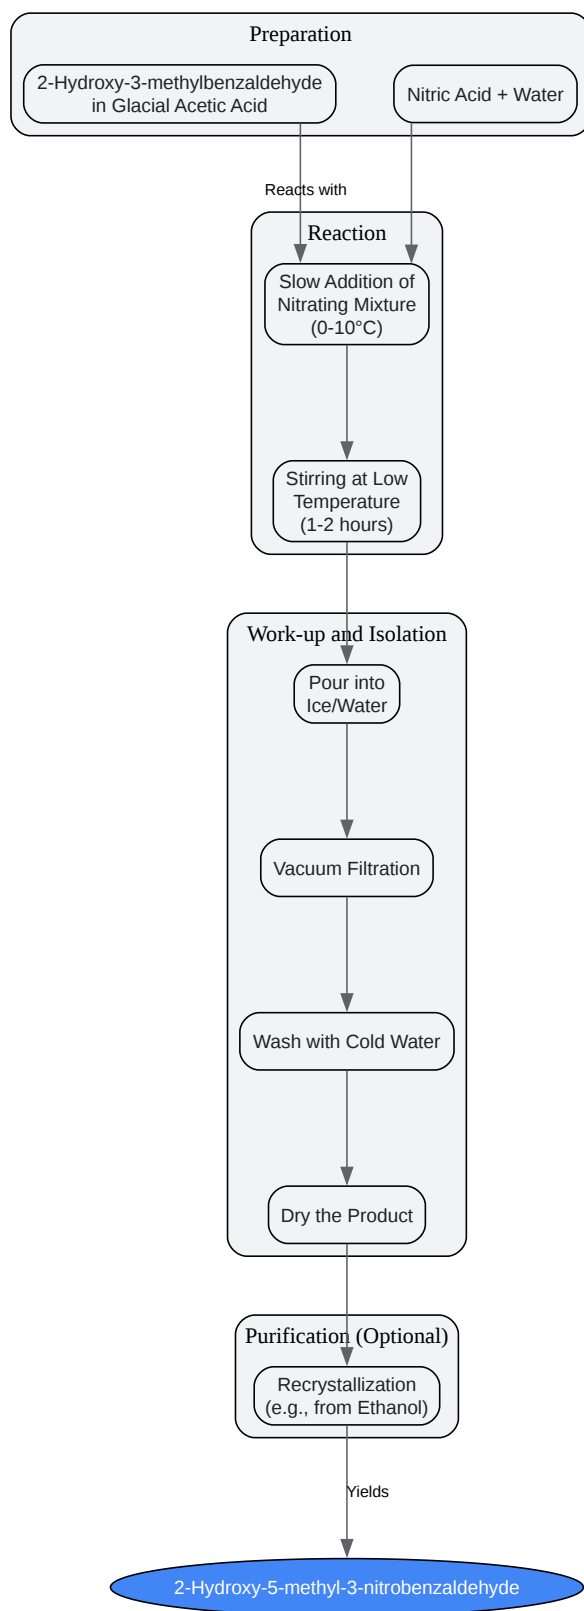 Preparation
2-Hydroxy-3-methylbenzaldehyde
in Glacial Acetic Acid
Nitric Acid + Water
Reacts with
Reaction
Slow Addition of
Nitrating Mixture
(0-10°C)
Stirring at Low
Temperature
(1-2 hours)
Work-up and Isolation
Pour into
Ice/Water
Vacuum Filtration
Wash with Cold Water
Dry the Product
Purification (Optional)
Recrystallization
(e.g., from Ethanol)
Yields
2-Hydroxy-5-methyl-3-nitrobenzaldehyde